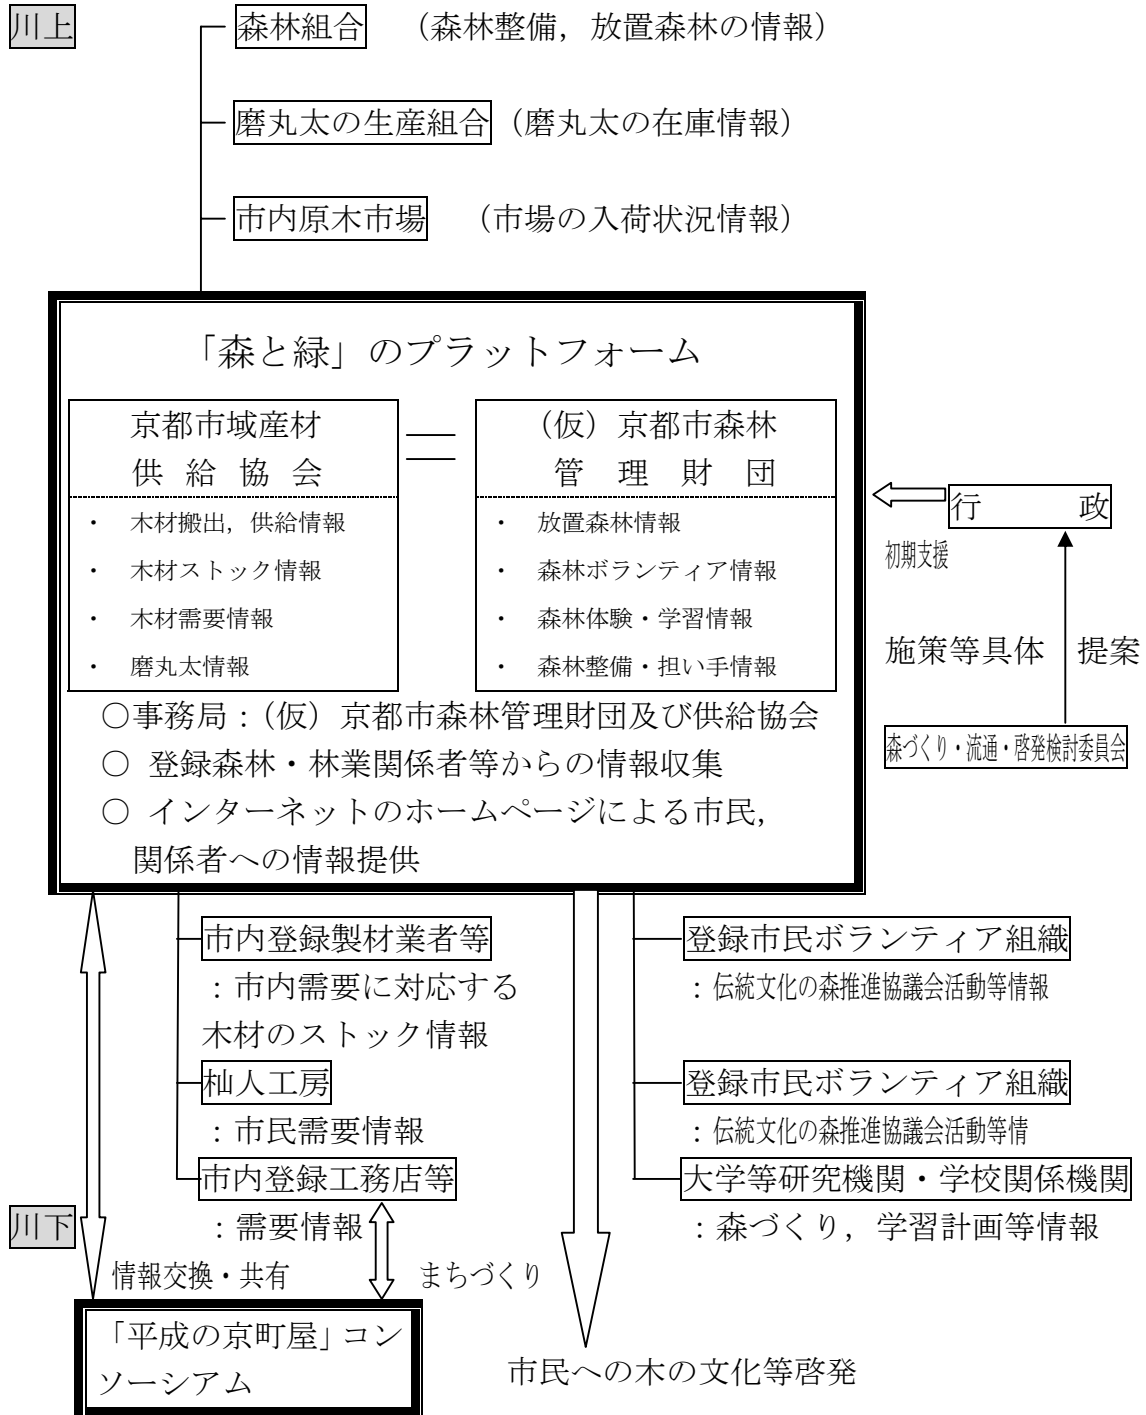 川上
森林組合 （森林整備，放置森林の情報）
磨丸太の生産組合（磨丸太の在庫情報）
市内原木市場 （市場の入荷状況情報）
「森と緑」のプラットフォーム
京都市域産材
供給協会
・ 木材搬出，供給情報
・ 木材ストック情報
・ 木材需要情報
・ 磨丸太情報
＝
（仮）京都市森林
管理財団
・ 放置森林情報
・ 森林ボランティア情報
・ 森林体験・学習情報
・ 森林整備・担い手情報
○事務局：（仮）京都市森林管理財団及び供給協会
○ 登録森林・林業関係者等からの情報収集
○ インターネットのホームページによる市民，
関係者への情報提供
行政
初期支援
施策等具体 提案
森づくり・流通・啓発検討委員会
市内登録製材業者等
：市内需要に対応する
木材のストック情報
杣人工房
：市民需要情報
市内登録工務店等
：需要情報
登録市民ボランティア組織
：伝統文化の森推進協議会活動等情報
登録市民ボランティア組織
：伝統文化の森推進協議会活動等情
大学等研究機関・学校関係機関
：森づくり，学習計画等情報
川下
情報交換・共有
まちづくり
「平成の京町屋」コン
ソーシアム
市民への木の文化等啓発